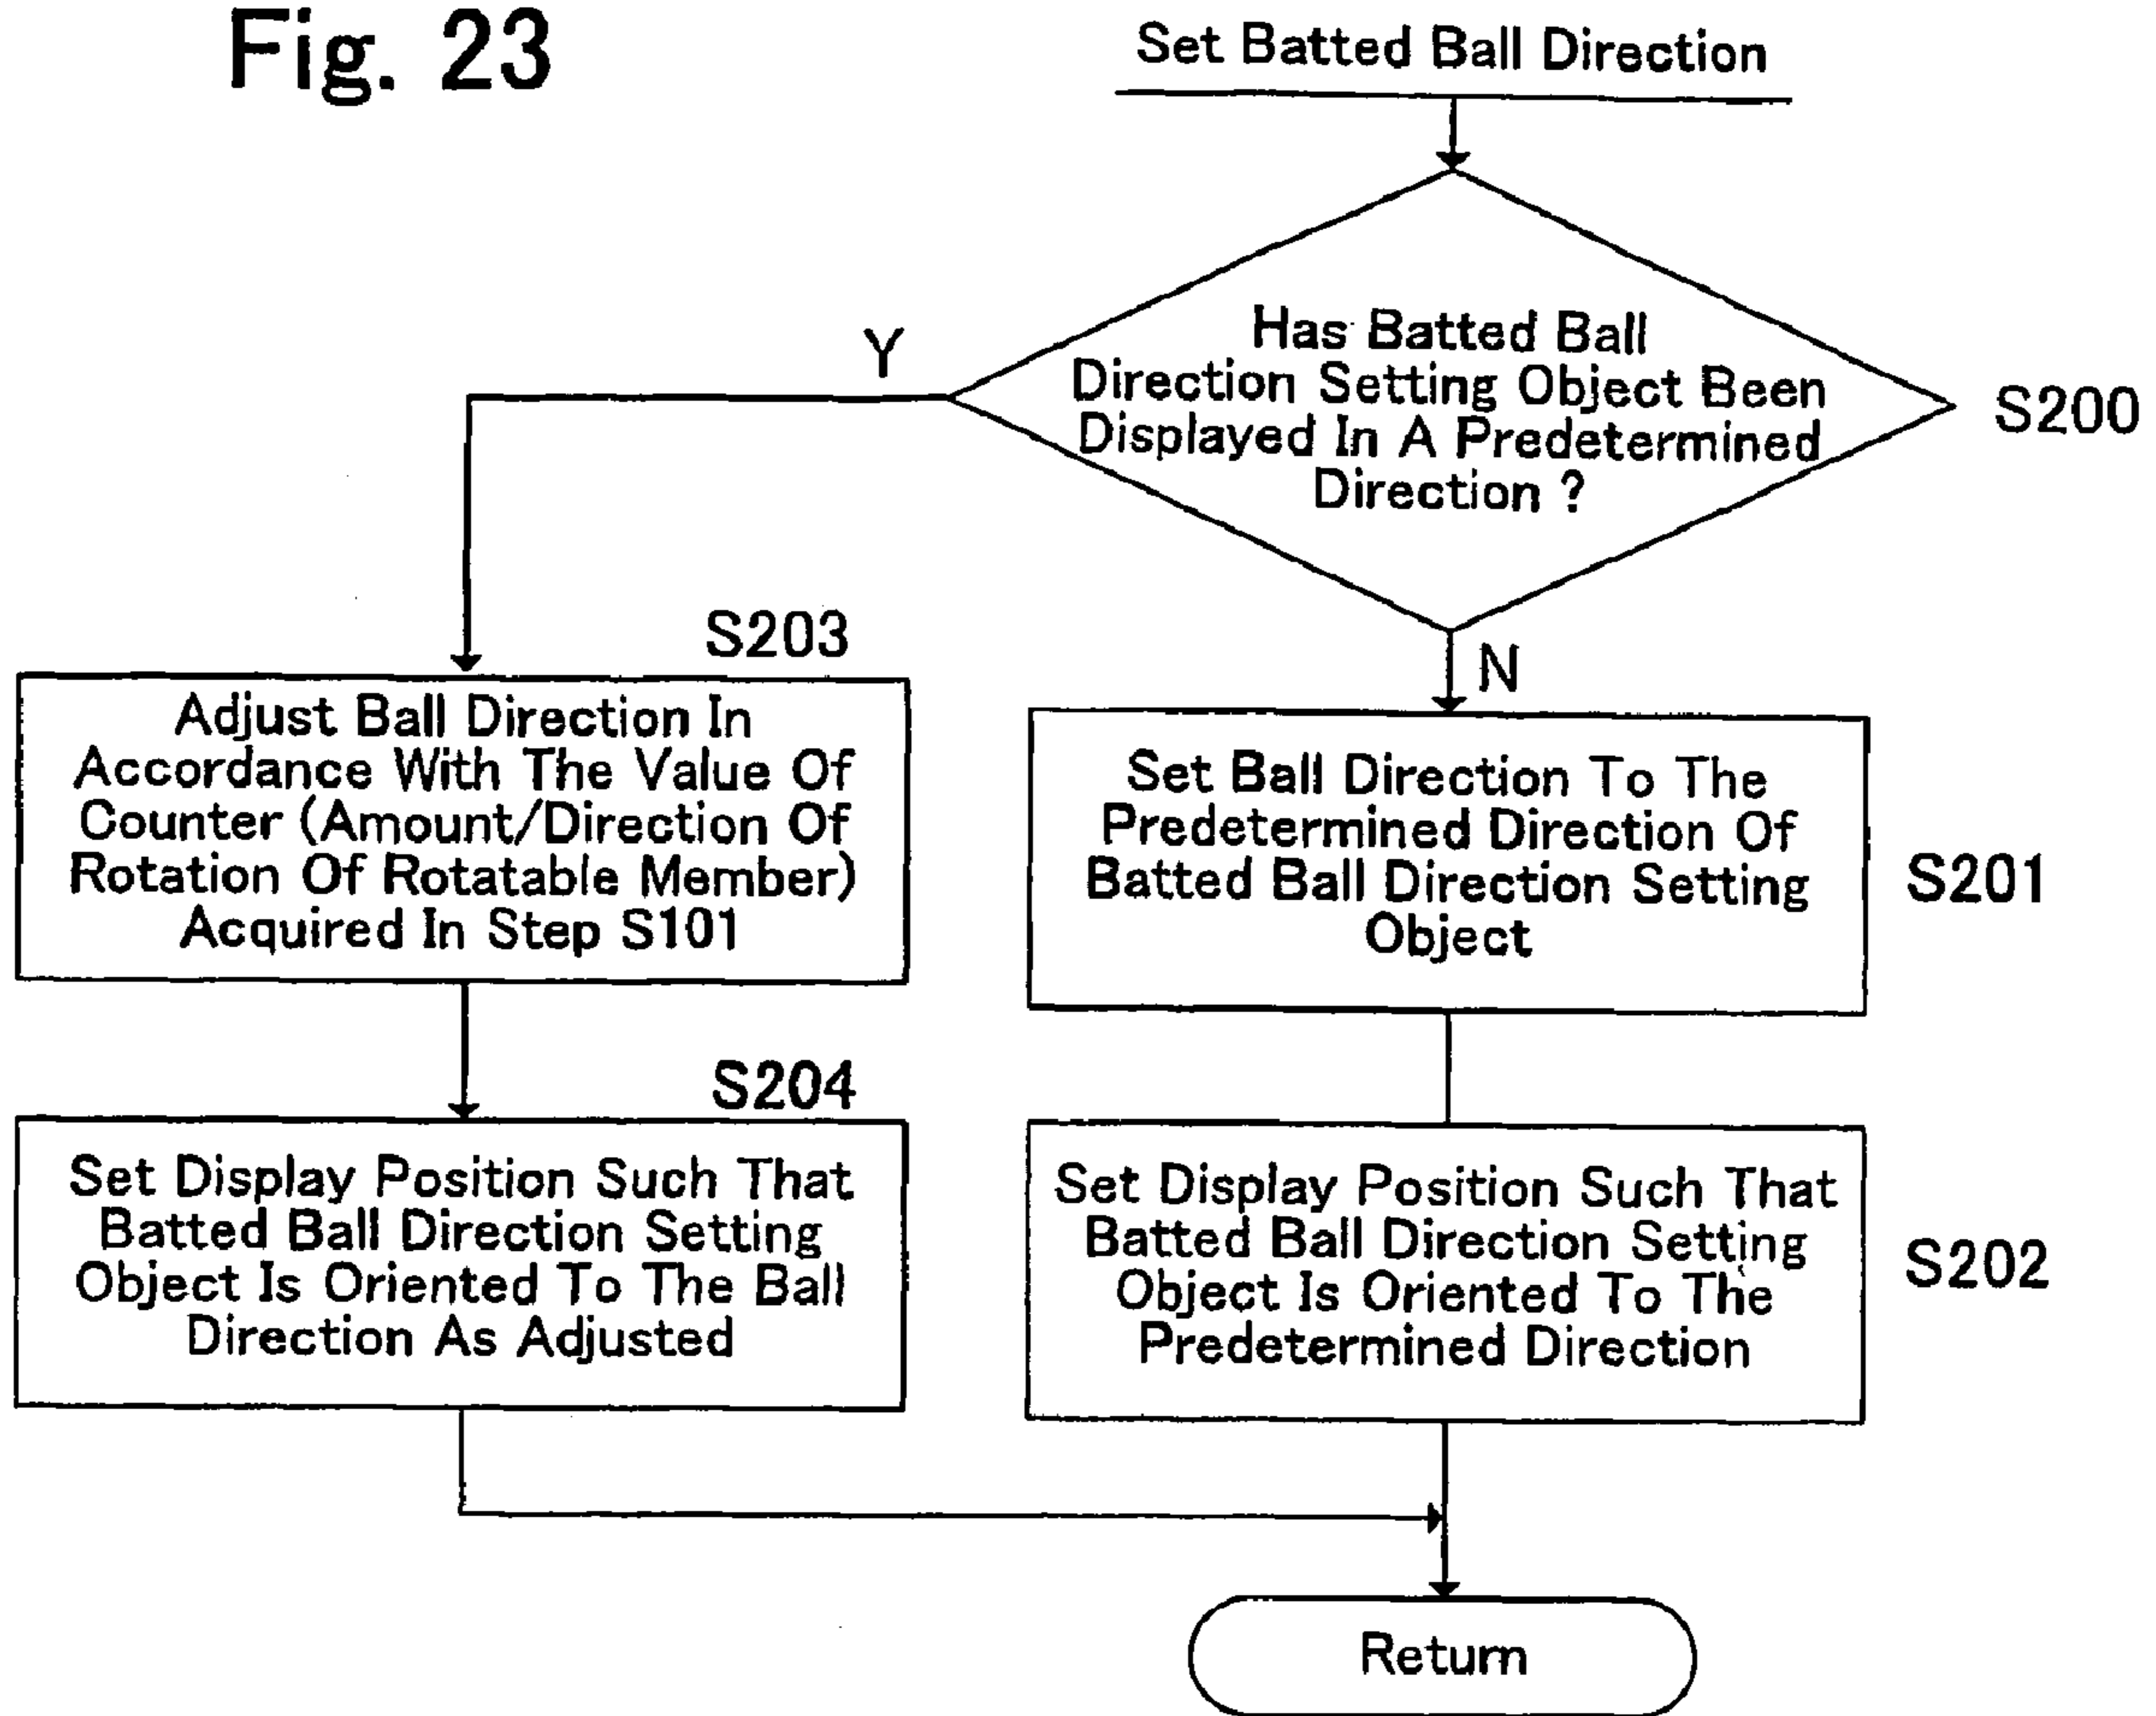 Fig. 23
Set Batted Ball Direction
Has Batted Ball
Direction Setting Object Been
Displayed In A Predetermined
Direction ?
S200
Y
N
S203
Adjust Ball Direction In
Accordance With The Value Of
Counter (Amount/Direction Of
Rotation Of Rotatable Member)
Acquired In Step S101
Set Ball Direction To The
Predetermined Direction Of
Batted Ball Direction Setting
Object
S201
S204
Set Display Position Such That
Batted Ball Direction Setting
Object Is Oriented To The Ball
Direction As Adjusted
Set Display Position Such That
Batted Ball Direction Setting
Object Is Oriented To The
Predetermined Direction
S202
Return